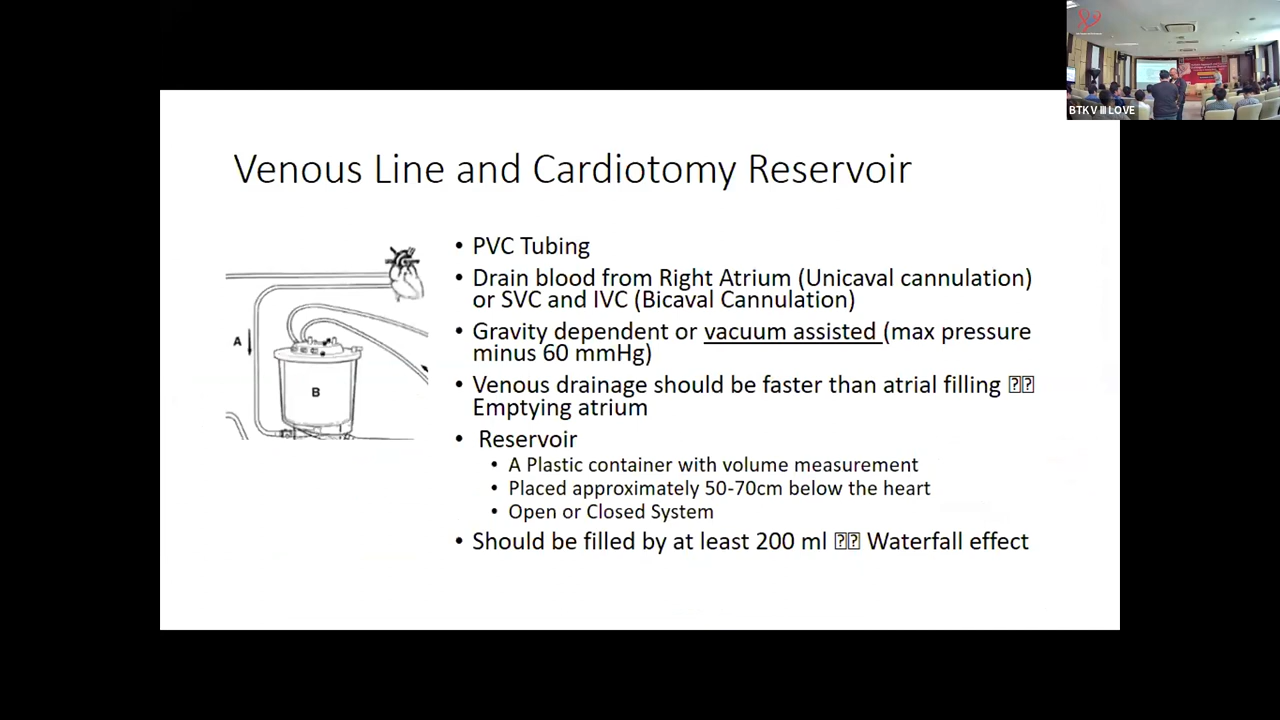 BTKV III LOVE
Venous Line and Cardiotomy Reservoir
• PVC Tubing
• Drain blood from Right Atrium (Unicaval cannulation)
or SVC and IVC (Bicaval Cannulation)
• Gravity dependent or vacuum assisted (max pressure
minus 60 mmHg)
• Venous drainage should be faster than atrial filling ⍰⍰
Emptying atrium
• Reservoir
• A Plastic container with volume measurement
• Placed approximately 50-70cm below the heart
• Open or Closed System
• Should be filled by at least 200 ml ⍰⍰ Waterfall effect
A
B